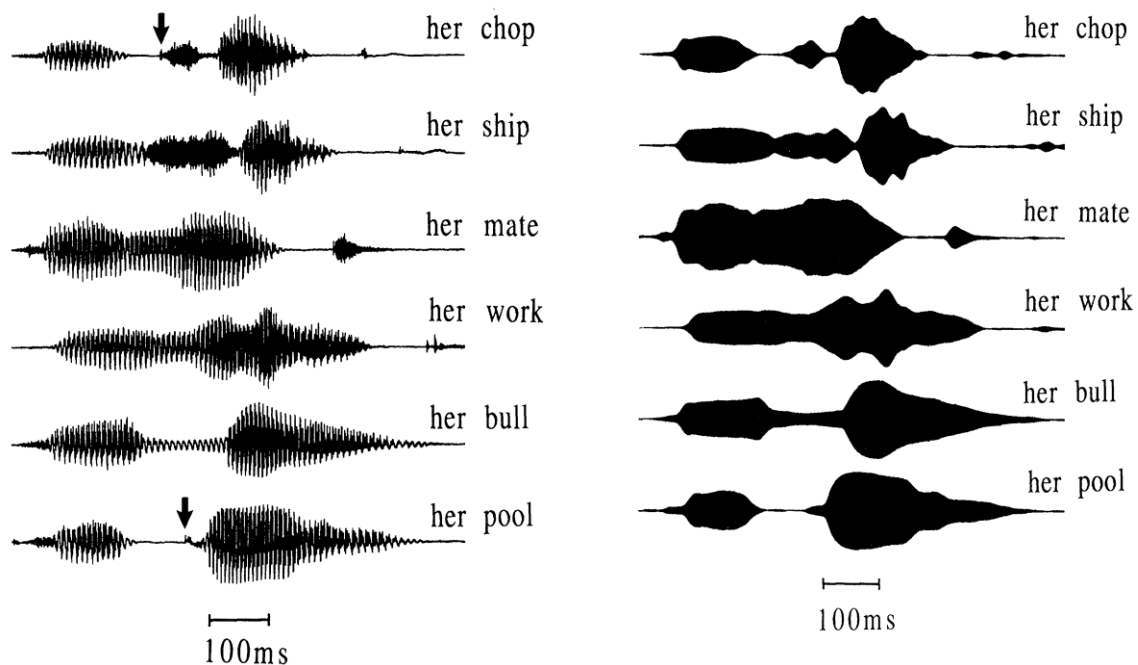 her chop
her ship
her mate
her work
her bull
her pool
100ms
her chop
her ship
her mate
her work
her bull
her pool
100ms